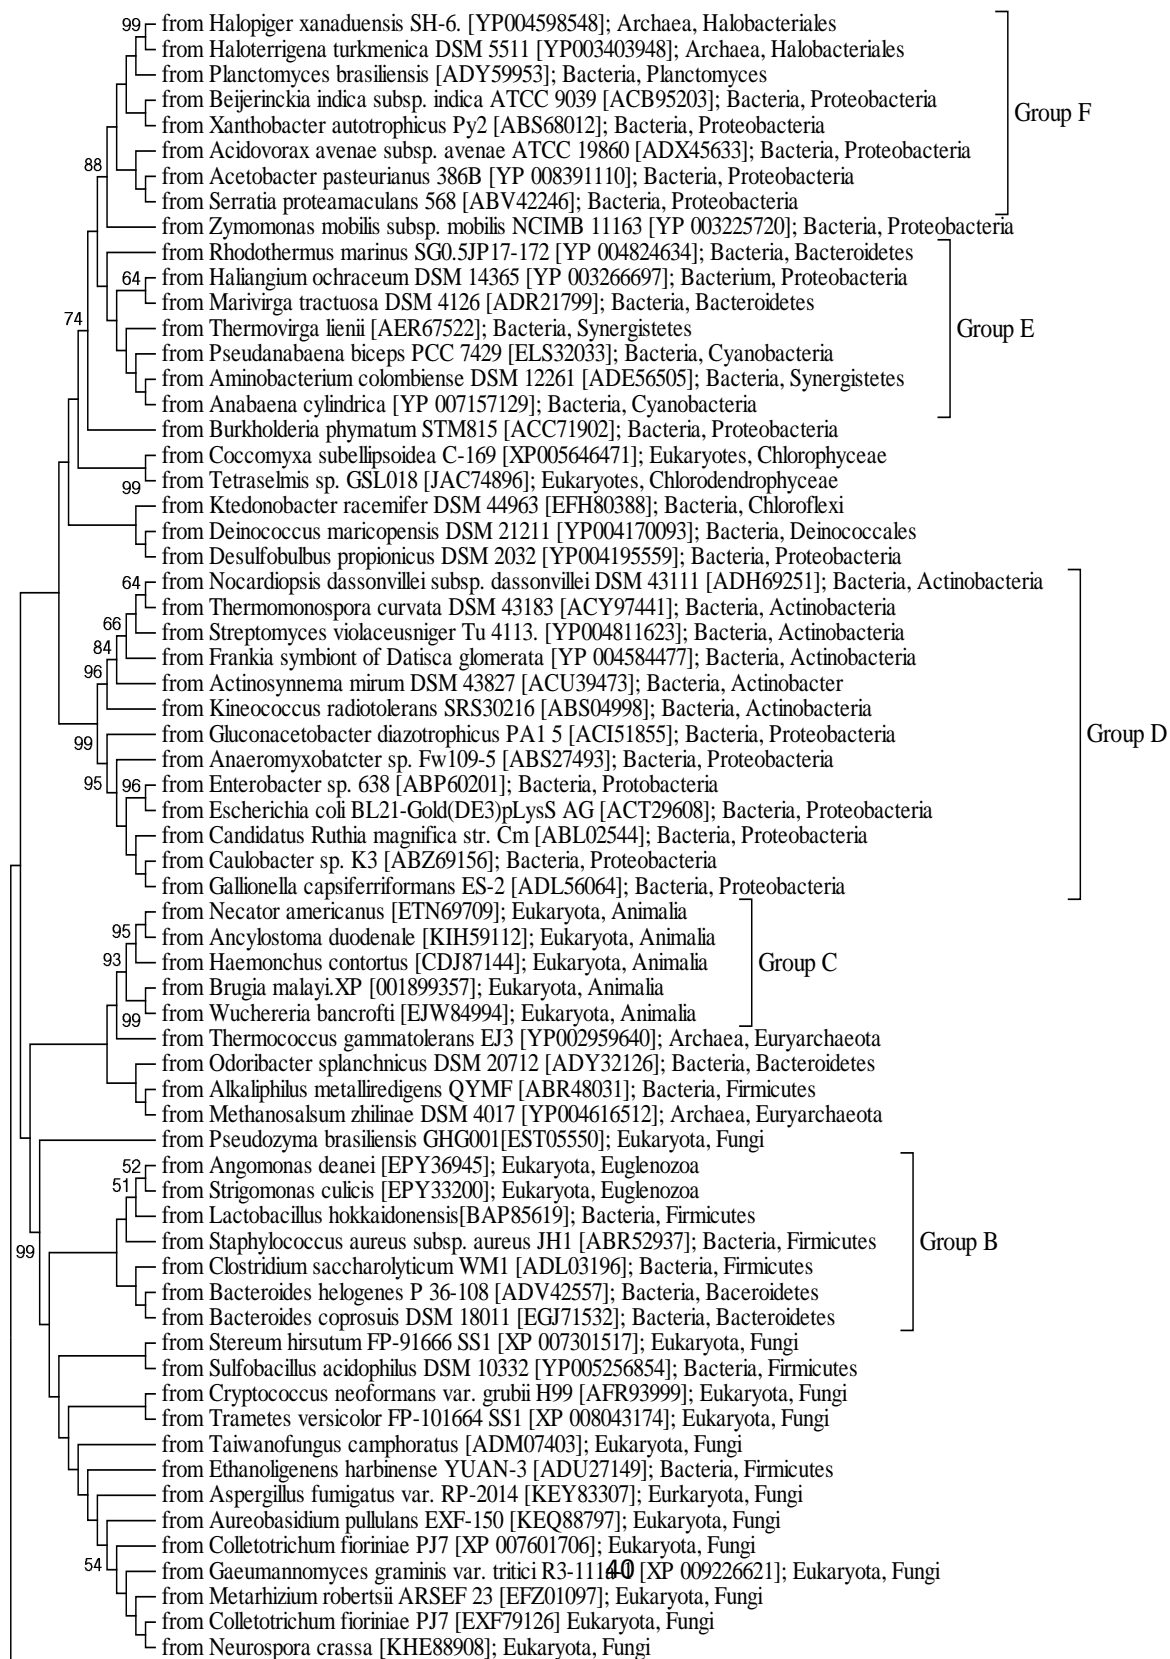 99
from Halopiger xanaduensis SH-6. [YP004598548]; Archaea, Halobacteriales
from Haloterrigena turkmenica DSM 5511 [YP003403948]; Archaea, Halobacteriales
from Planctomyces brasiliensis [ADY59953]; Bacteria, Planctomyces
from Beijerinckia indica subsp. indica ATCC 9039 [ACB95203]; Bacteria, Proteobacteria
Group F
from Xanthobacter autotrophicus Py2 [ABS68012]; Bacteria, Proteobacteria
from Acidovorax avenae subsp. avenae ATCC 19860 [ADX45633]; Bacteria, Proteobacteria
88
from Acetobacter pasteurianus 386B [YP 008391110]; Bacteria, Proteobacteria
from Serratia proteamaculans 568 [ABV42246]; Bacteria, Proteobacteria
from Zymomonas mobilis subsp. mobilis NCIMB 11163 [YP 003225720]; Bacteria, Proteobacteria
from Rhodothermus marinus SG0.5JP17-172 [YP 004824634]; Bacteria, Bacteroidetes
64
from Haliangium ochraceum DSM 14365 [YP 003266697]; Bacterium, Proteobacteria
from Marivirga tractuosa DSM 4126 [ADR21799]; Bacteria, Bacteroidetes
74
from Thermovirga lienii [AER67522]; Bacteria, Synergistetes
Group E
from Pseudanabaena biceps PCC 7429 [ELS32033]; Bacteria, Cyanobacteria
from Aminobacterium colombiense DSM 12261 [ADE56505]; Bacteria, Synergistetes
from Anabaena cylindrica [YP 007157129]; Bacteria, Cyanobacteria
from Burkholderia phymatum STM815 [ACC71902]; Bacteria, Proteobacteria
from Coccomyxa subellipsoidea C-169 [XP005646471]; Eukaryotes, Chlorophyceae
from Tetraselmis sp. GSL018 [JAC74896]; Eukaryotes, Chlorodendrophyceae
99
from Ktedonobacter racemifer DSM 44963 [EFH80388]; Bacteria, Chloroflexi
from Deinococcus maricopensis DSM 21211 [YP004170093]; Bacteria, Deinococcales
from Desulfobulbus propionicus DSM 2032 [YP004195559]; Bacteria, Proteobacteria
64
from Nocardiopsis dassonvillei subsp. dassonvillei DSM 43111 [ADH69251]; Bacteria, Actinobacteria
from Thermomonospora curvata DSM 43183 [ACY97441]; Bacteria, Actinobacteria
66
from Streptomyces violaceusniger Tu 4113. [YP004811623]; Bacteria, Actinobacteria
84
from Frankia symbiont of Datisca glomerata [YP 004584477]; Bacteria, Actinobacteria
96
from Actinosynnema mirum DSM 43827 [ACU39473]; Bacteria, Actinobacter
from Kineococcus radiotolerans SRS30216 [ABS04998]; Bacteria, Actinobacteria
99
from Gluconacetobacter diazotrophicus PA1 5 [ACI51855]; Bacteria, Proteobacteria
Group D
from Anaeromyxobatcter sp. Fw109-5 [ABS27493]; Bacteria, Proteobacteria
95
96
from Enterobacter sp. 638 [ABP60201]; Bacteria, Protobacteria
from Escherichia coli BL21-Gold(DE3)pLysS AG [ACT29608]; Bacteria, Proteobacteria
from Candidatus Ruthia magnifica str. Cm [ABL02544]; Bacteria, Proteobacteria
from Caulobacter sp. K3 [ABZ69156]; Bacteria, Proteobacteria
from Gallionella capsiferriformans ES-2 [ADL56064]; Bacteria, Proteobacteria
from Necator americanus [ETN69709]; Eukaryota, Animalia
95
from Ancylostoma duodenale [KIH59112]; Eukaryota, Animalia
93
from Haemonchus contortus [CDJ87144]; Eukaryota, Animalia
Group C
from Brugia malayi.XP [001899357]; Eukaryota, Animalia
from Wuchereria bancrofti [EJW84994]; Eukaryota, Animalia
99
from Thermococcus gammatolerans EJ3 [YP002959640]; Archaea, Euryarchaeota
from Odoribacter splanchnicus DSM 20712 [ADY32126]; Bacteria, Bacteroidetes
from Alkaliphilus metalliredigens QYMF [ABR48031]; Bacteria, Firmicutes
from Methanosalsum zhilinae DSM 4017 [YP004616512]; Archaea, Euryarchaeota
from Pseudozyma brasiliensis GHG001[EST05550]; Eukaryota, Fungi
52
from Angomonas deanei [EPY36945]; Eukaryota, Euglenozoa
51
from Strigomonas culicis [EPY33200]; Eukaryota, Euglenozoa
from Lactobacillus hokkaidonensis[BAP85619]; Bacteria, Firmicutes
99
from Staphylococcus aureus subsp. aureus JH1 [ABR52937]; Bacteria, Firmicutes
Group B
from Clostridium saccharolyticum WM1 [ADL03196]; Bacteria, Firmicutes
from Bacteroides helogenes P 36-108 [ADV42557]; Bacteria, Baceroidetes
from Bacteroides coprosuis DSM 18011 [EGJ71532]; Bacteria, Bacteroidetes
from Stereum hirsutum FP-91666 SS1 [XP 007301517]; Eukaryota, Fungi
from Sulfobacillus acidophilus DSM 10332 [YP005256854]; Bacteria, Firmicutes
from Cryptococcus neoformans var. grubii H99 [AFR93999]; Eukaryota, Fungi
from Trametes versicolor FP-101664 SS1 [XP 008043174]; Eukaryota, Fungi
from Taiwanofungus camphoratus [ADM07403]; Eukaryota, Fungi
from Ethanoligenens harbinense YUAN-3 [ADU27149]; Bacteria, Firmicutes
from Aspergillus fumigatus var. RP-2014 [KEY83307]; Eurkaryota, Fungi
from Aureobasidium pullulans EXF-150 [KEQ88797]; Eukaryota, Fungi
from Colletotrichum fioriniae PJ7 [XP 007601706]; Eukaryota, Fungi
54
from Gaeumannomyces graminis var. tritici [XP 009226621]; Eukaryota, Fungi
40
from Metarhizium robertsii ARSEF 23 [EFZ01097]; Eukaryota, Fungi
from Colletotrichum fioriniae PJ7 [EXF79126] Eukaryota, Fungi
from Neurospora crassa [KHE88908]; Eukaryota, Fungi